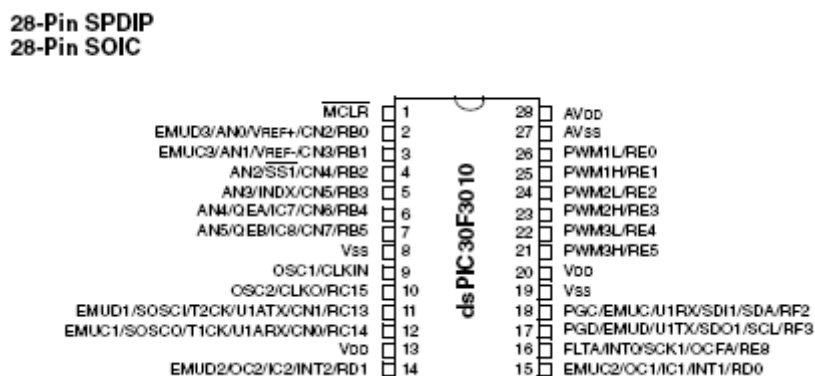 28-Pin SPDIP
28-Pin SOIC
MCLR 1 28 AVDD
EMUD3/AN0/VREF+/CN2/RB0 2 27 AVSS
EMUC3/AN1/VREF-/CN3/RB1 3 26 PWM1L/RE0
AN2/SS1/CN4/RB2 4 25 PWM1H/RE1
AN3/INDX/CN5/RB3 5 24 PWM2L/RE2
AN4/QEA/IC7/CN6/RB4 6 23 PWM2H/RE3
AN5/QEB/IC8/CN7/RB5 7 22 PWM3L/RE4
VSS 8 21 PWM3H/RE5
OSC1/CLKIN 9 20 VDD
OSC2/CLKO/RC15 10 19 VSS
EMUD1/SOSCI/T2CK/U1ATX/CN1/RC13 11 18 PGC/EMUC/U1RX/SDI1/SDA/RF2
EMUC1/SOSCO/T1CK/U1ARX/CN0/RC14 12 17 PGD/EMUD/U1TX/SDO1/SCL/RF3
VDD 13 16 FLTA/INT0/SCK1/OCFA/RE8
EMUD2/OC2/IC2/INT2/RD1 14 15 EMUC2/OC1/IC1/INT1/RD0
dsPIC30F3010